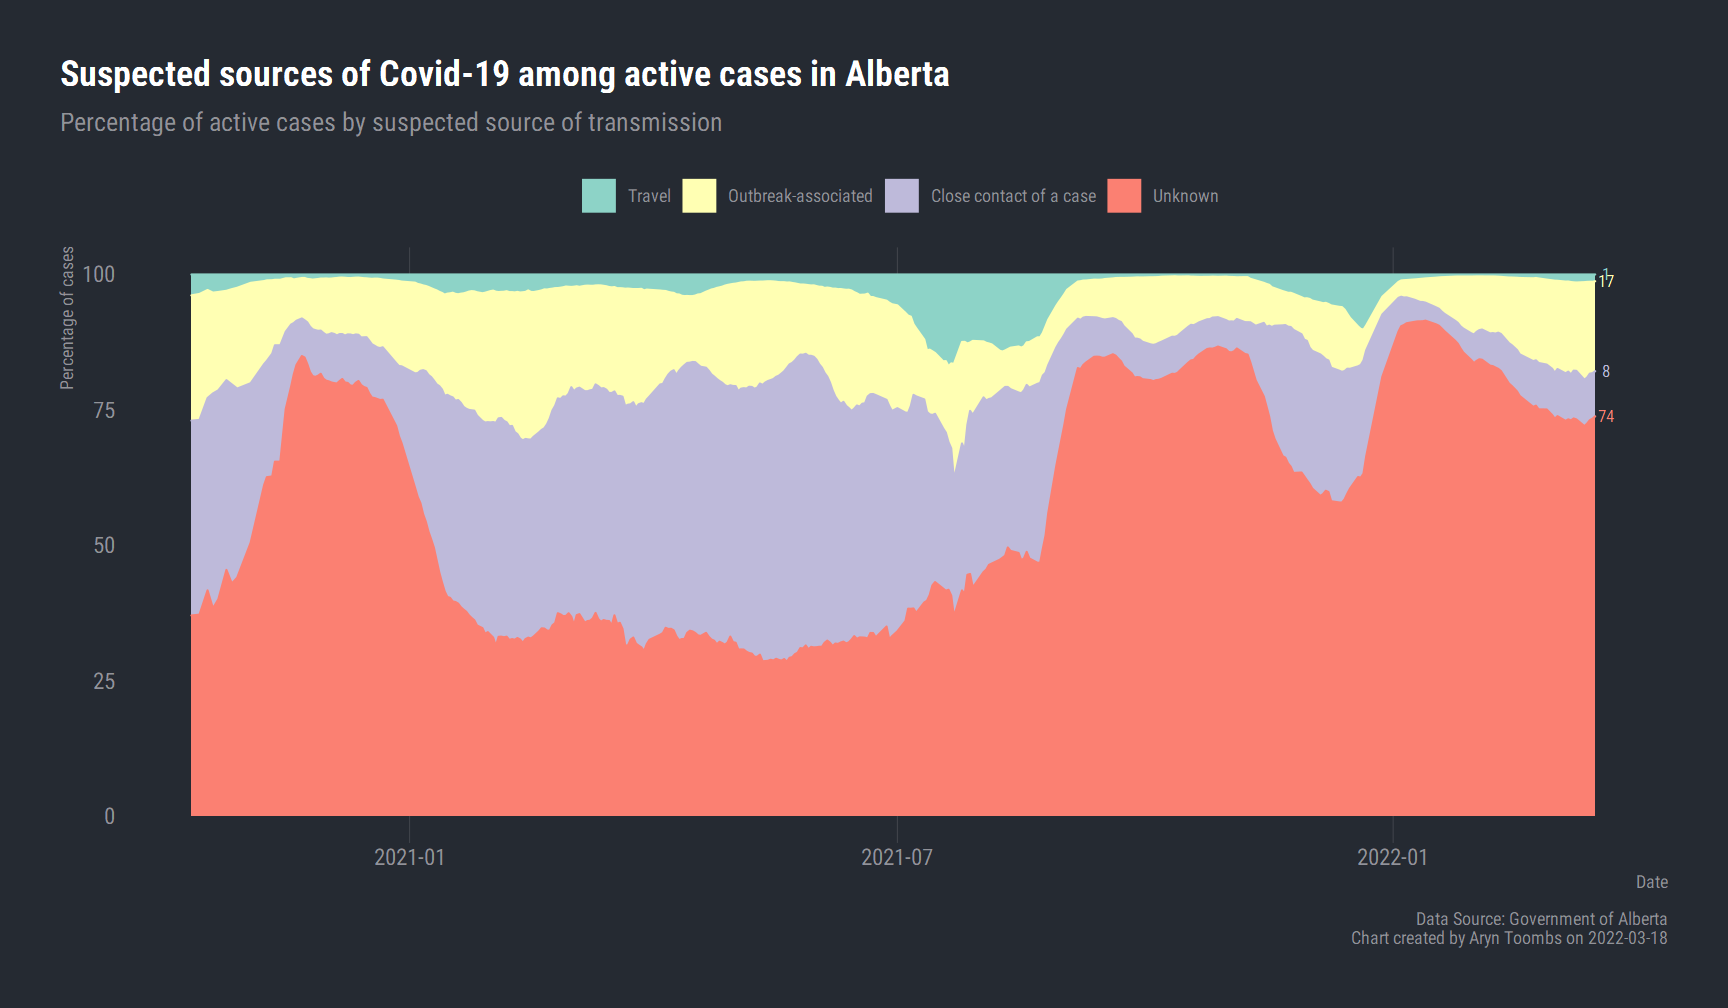 Suspected sources of Covid-19 among active cases in Alberta
Percentage of active cases by suspected source of transmission
Travel Outbreak-associated Close contact of a case Unknown
Percentage of cases
100
75
50
25
0
1
17
8
74
2021-01 2021-07 2022-01
Date
Data Source: Government of Alberta
Chart created by Aryn Toombs on 2022-03-18